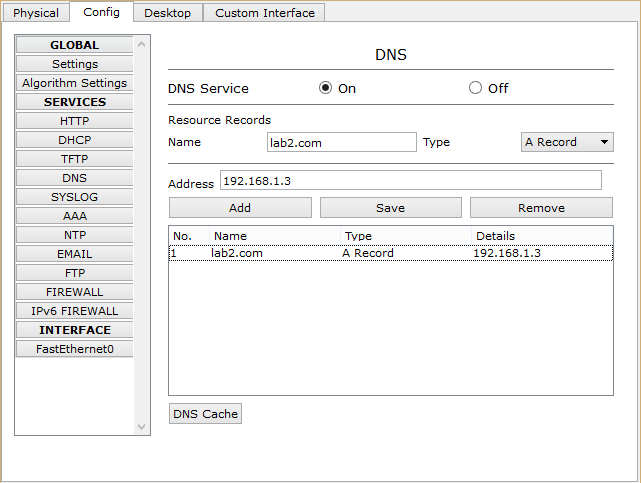 Physical Config Desktop Custom Interface
GLOBAL
Settings
Algorithm Settings
SERVICES
HTTP
DHCP
TFTP
DNS
SYSLOG
AAA
NTP
EMAIL
FTP
FIREWALL
IPv6 FIREWALL
INTERFACE
FastEthernet0
DNS
DNS Service On Off
Resource Records
Name lab2.com Type A Record
Address 192.168.1.3
Add Save Remove
No. Name Type Details
1 lab2.com A Record 192.168.1.3
DNS Cache